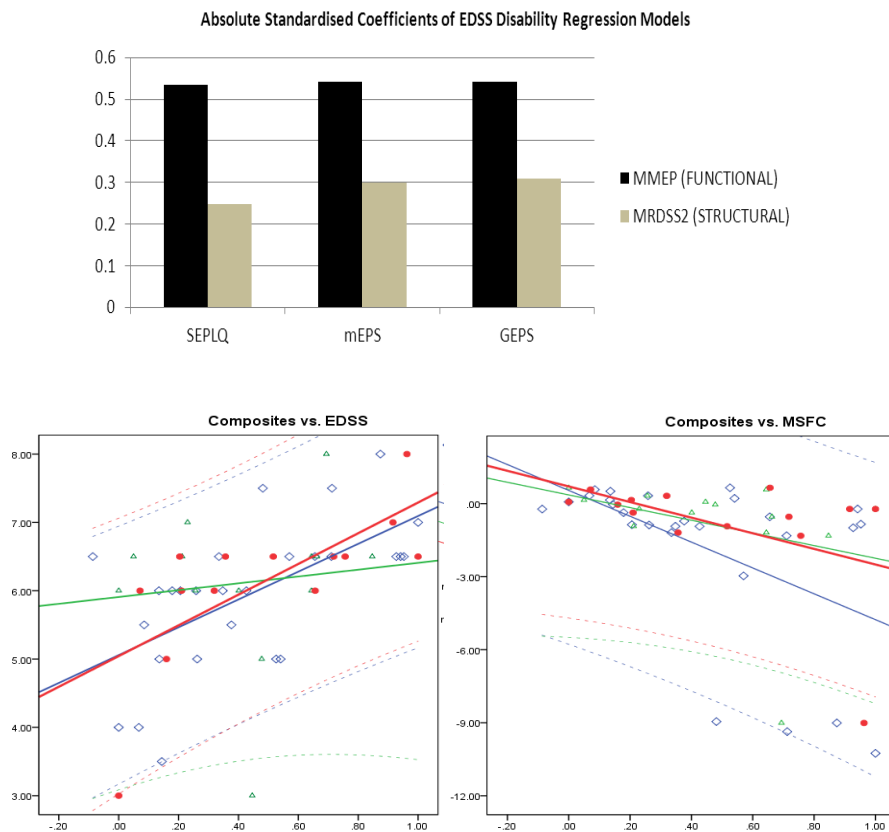 Absolute Standardised Coefficients of EDSS Disability Regression Models
0.6
0.5
0.4
0.3
0.2
0.1
0
SEPLQ
mEPS
GEPS
MMEP (FUNCTIONAL)
MRDSS2 (STRUCTURAL)
Composites vs. EDSS
8.00
7.00
6.00
5.00
4.00
3.00
-.20 .00 .20 .40 .60 .80 1.00
Composites vs. MSFC
.00
-3.00
-6.00
-9.00
-12.00
-.20 .00 .20 .40 .60 .80 1.00